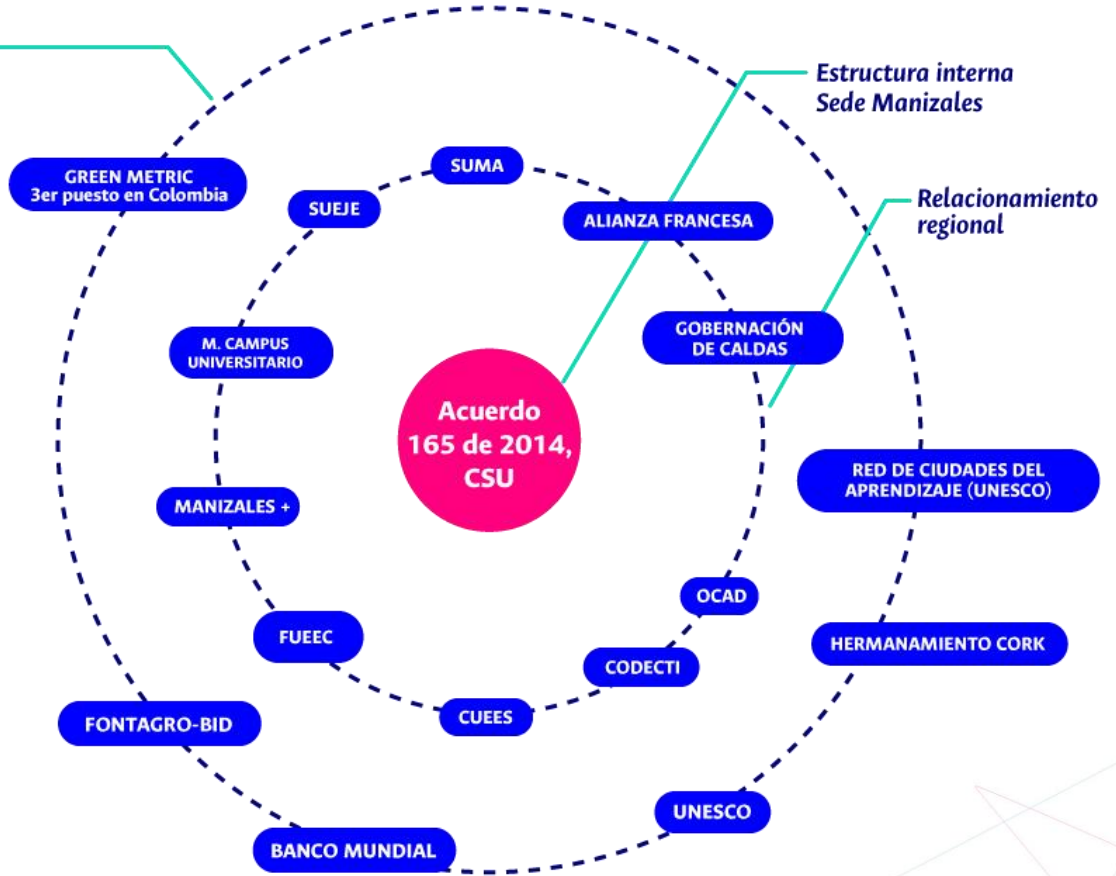 Estructura interna
Sede Manizales
GREEN METRIC
3er puesto en Colombia
SUMA
SUEJE
ALIANZA FRANCESA
Relacionamiento
regional
M. CAMPUS
UNIVERSITARIO
GOBERNACIÓN
DE CALDAS
Acuerdo
165 de 2014,
CSU
RED DE CIUDADES DEL
APRENDIZAJE (UNESCO)
MANIZALES +
OCAD
FUEEC
HERMANAMIENTO CORK
CODECTI
CUEES
FONTAGRO-BID
UNESCO
BANCO MUNDIAL